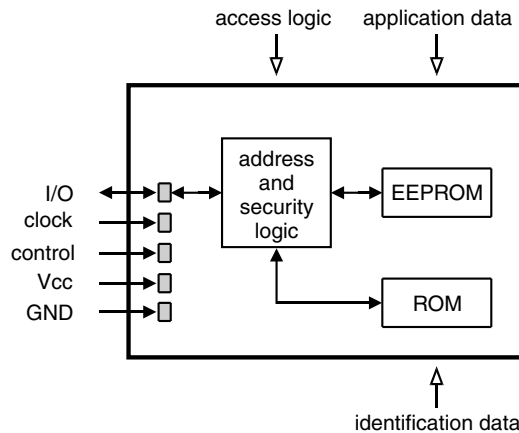 access logic
application data
address
and
security
logic
EEPROM
I/O
clock
control
Vcc
GND
ROM
identification data